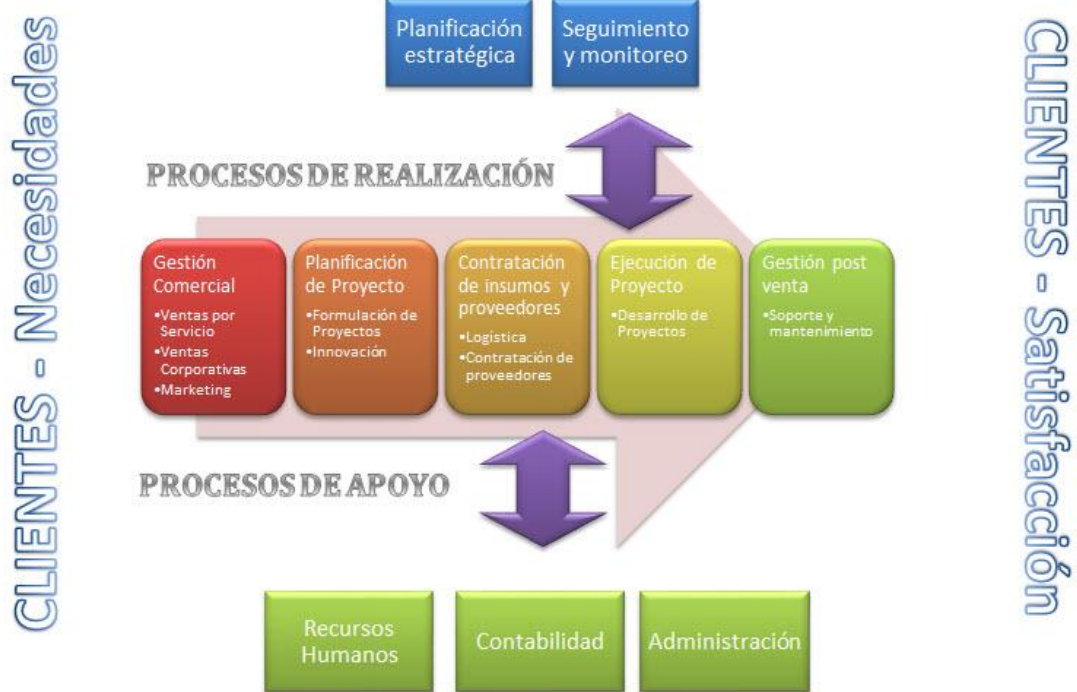 CLIENTES - Necesidades
Planificación
estratégica
Seguimiento
y monitoreo
PROCESOS DE REALIZACIÓN
Gestión
Comercial
•Ventas por
Servicio
•Ventas
Corporativas
•Marketing
Planificación
de Proyecto
•Formulación de
Proyectos
•Innovación
Contratación
de insumos y
proveedores
•Logística
•Contratación de
proveedores
Ejecución de
Proyecto
•Desarrollo de
Proyectos
Gestión post
venta
•Soporte y
mantenimiento
PROCESOS DE APOYO
Recursos
Humanos
Contabilidad
Administración
CLIENTES - Satisfacción